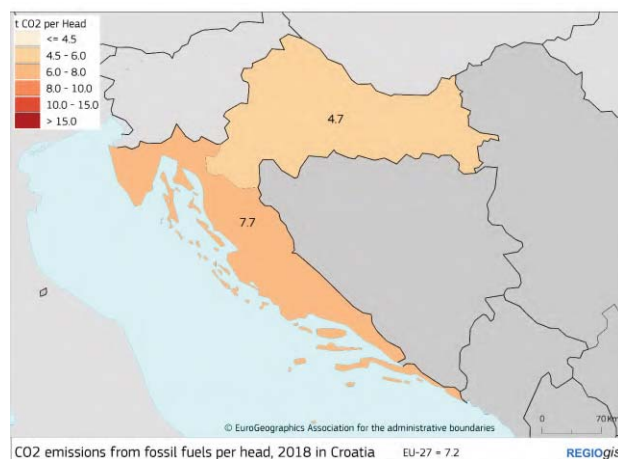 t CO2 per Head
<= 4.5
4.5 - 6.0
6.0 - 8.0
8.0 - 10.0
10.0 - 15.0
> 15.0
4.7
7.7
© EuroGeographics Association for the administrative boundaries
0 70 Km
CO2 emissions from fossil fuels per head, 2018 in Croatia EU-27 = 7.2 REGIOgis